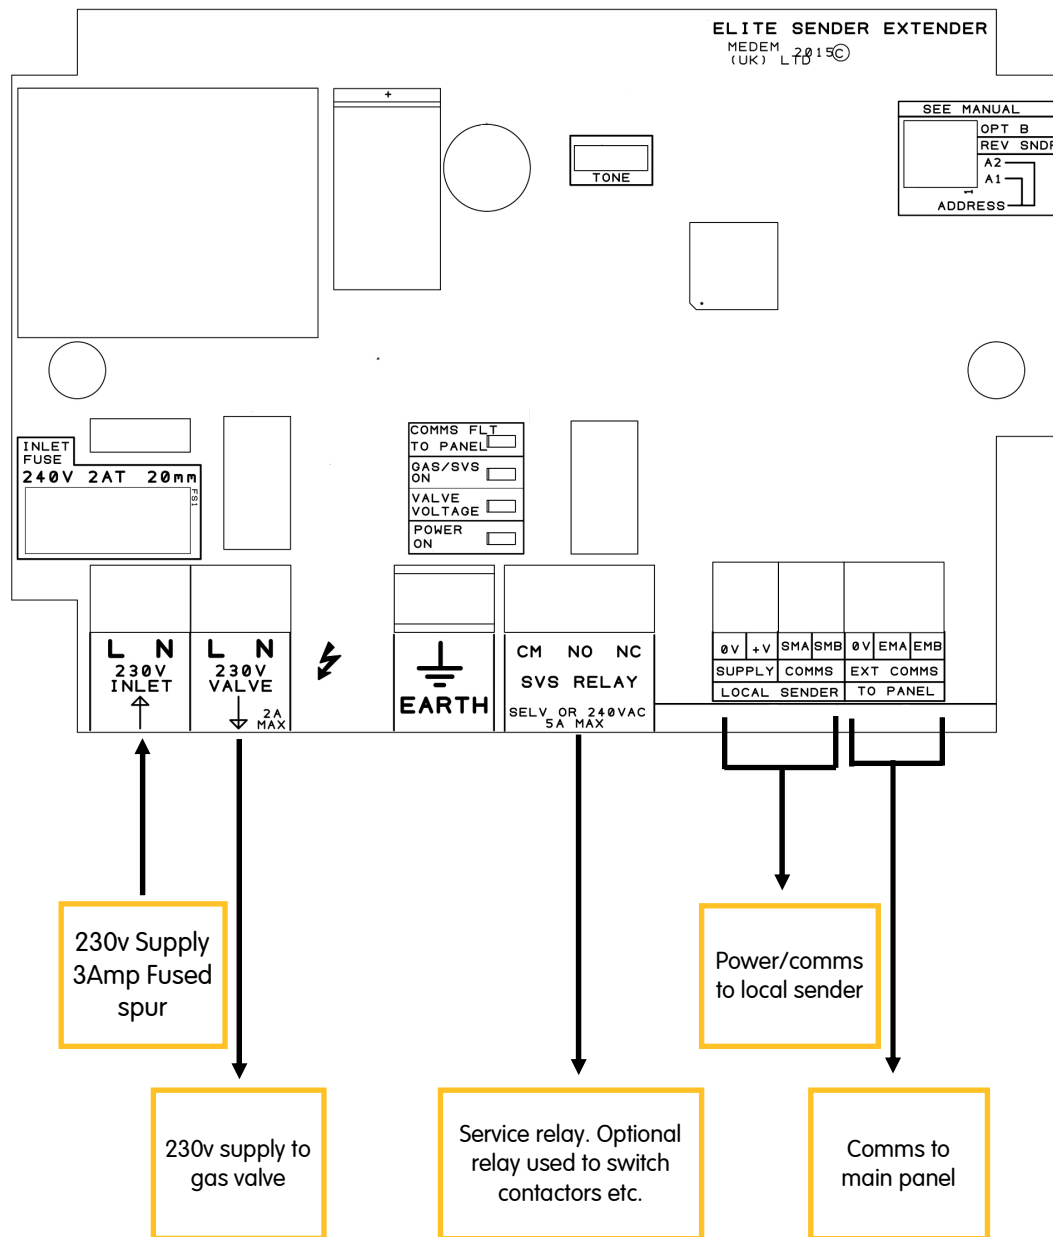 ELITE SENDER EXTENDER
MEDEM
(UK) LTD 2015©
+
TONE
SEE MANUAL
OPT B
REV SNDR
A2
A1
1
ADDRESS
INLET
FUSE
240V 2AT 20mm
FS1
COMMS FLT
TO PANEL
GAS/SVS
ON
VALVE
VOLTAGE
POWER
ON
L N
230V
INLET
L N
230V
VALVE
2A
MAX
EARTH
CM NO NC
SVS RELAY
SELV OR 240VAC
5A MAX
0V +V SMA SMB 0V EMA EMB
SUPPLY COMMS EXT COMMS
LOCAL SENDER TO PANEL
230v Supply
3Amp Fused
spur
Power/comms
to local sender
230v supply to
gas valve
Service relay. Optional
relay used to switch
contactors etc.
Comms to
main panel